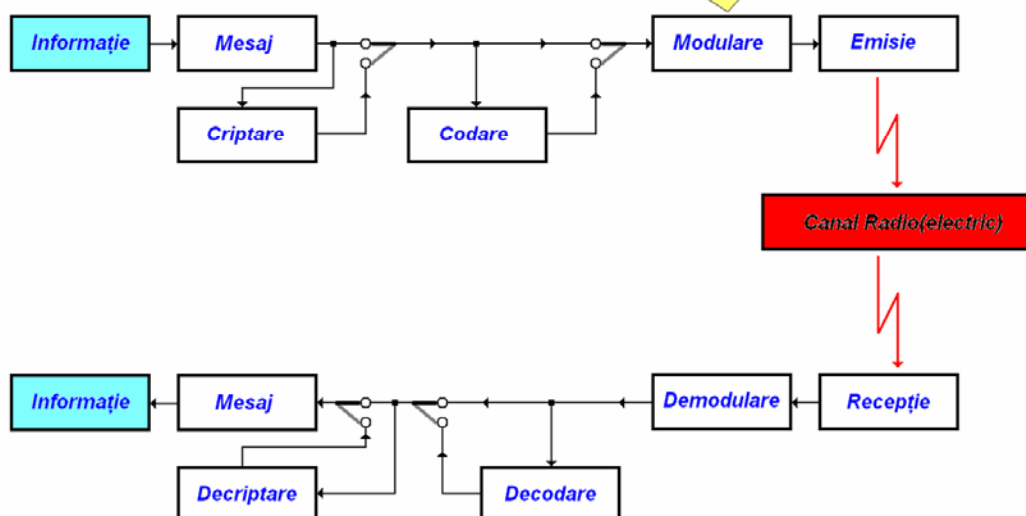 Informație
Mesaj
Modulare
Emisie
Criptare
Codare
Canal Radio(electric)
Informație
Mesaj
Demodulare
Recepție
Decriptare
Decodare